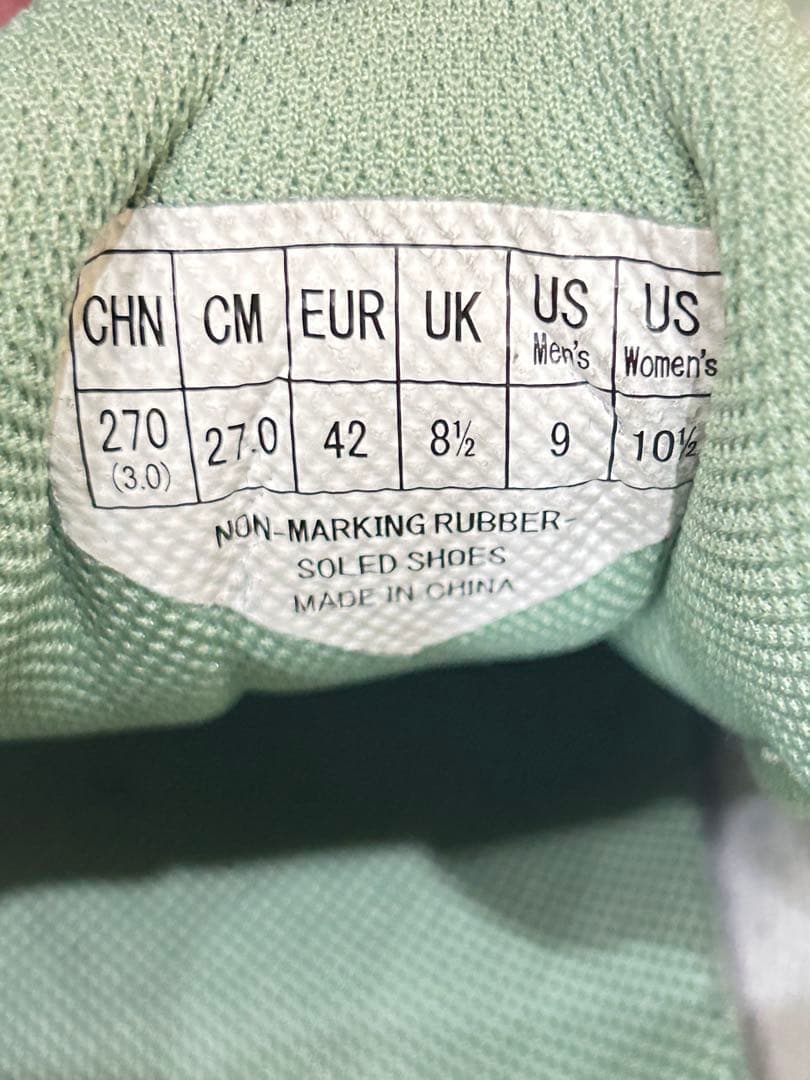 CHN CM EUR UK US Men's US Women's
270 (3.0) 27.0 42 8½ 9 10½
NON-MARKING RUBBER-
SOLED SHOES
MADE IN CHINA